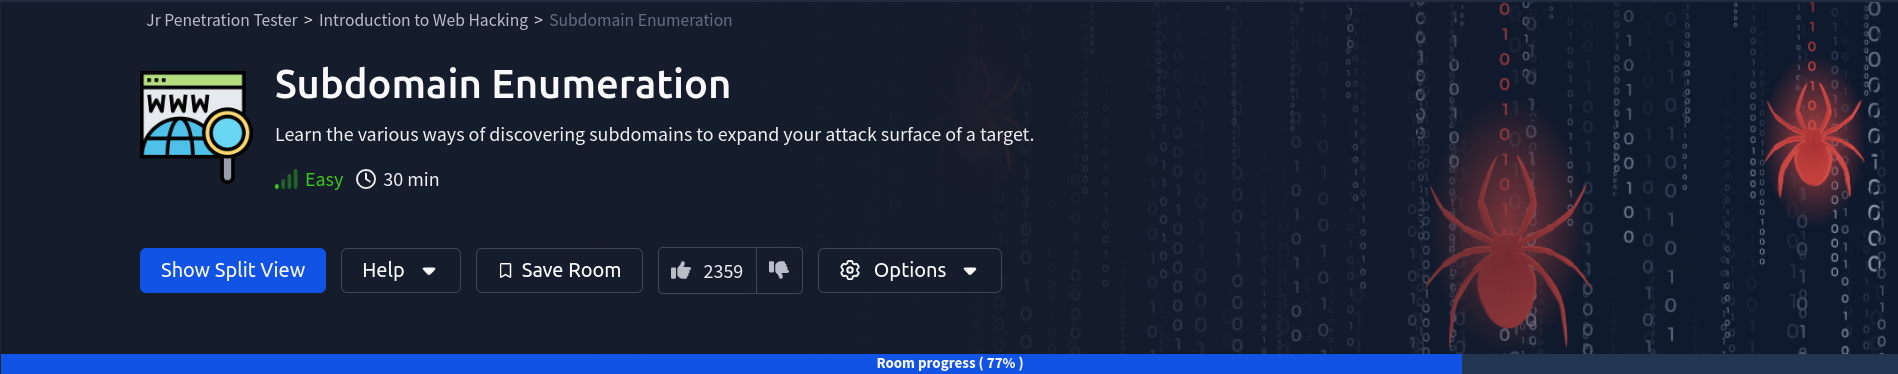 Jr Penetration Tester > Introduction to Web Hacking > Subdomain Enumeration
WWW
Subdomain Enumeration
Learn the various ways of discovering subdomains to expand your attack surface of a target.
Easy 30 min
Show Split View Help Save Room 2359 Options
Room progress ( 77% )